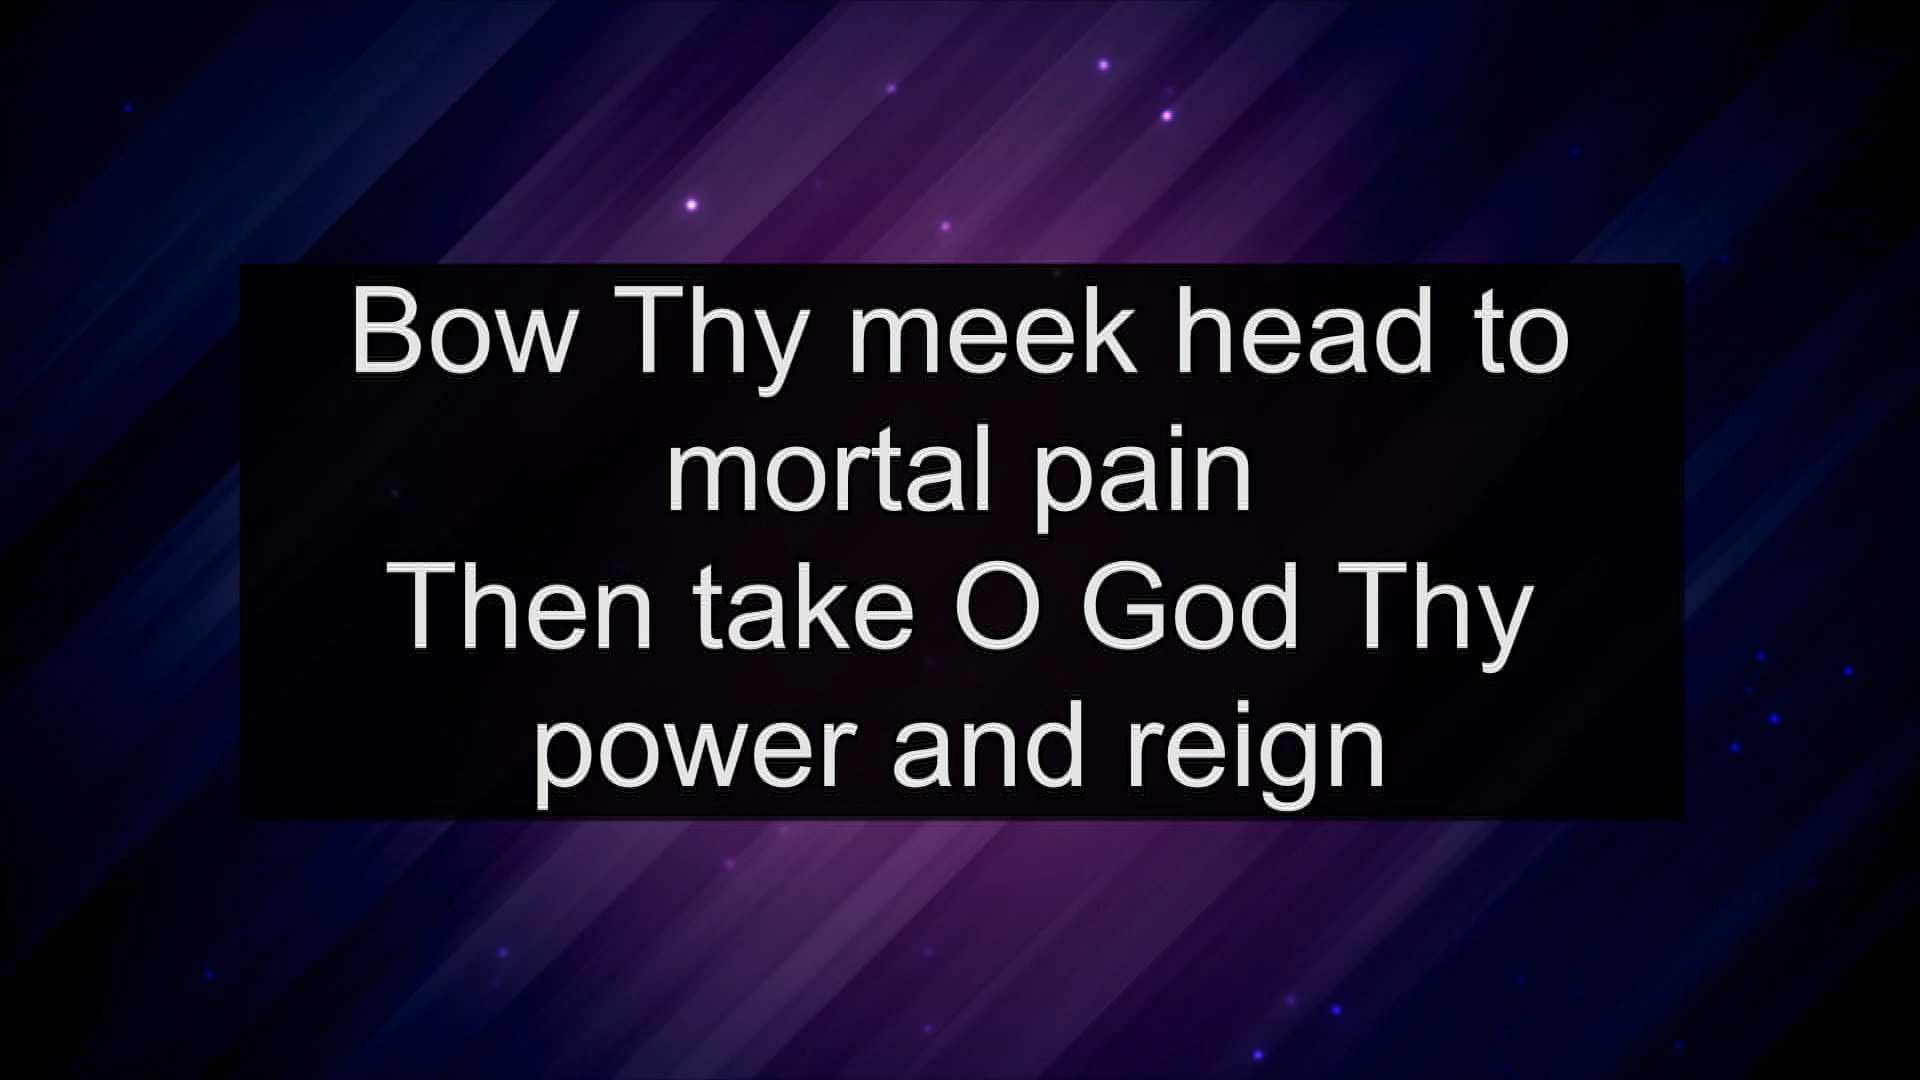 Bow Thy meek head to
mortal pain
Then take O God Thy
power and reign